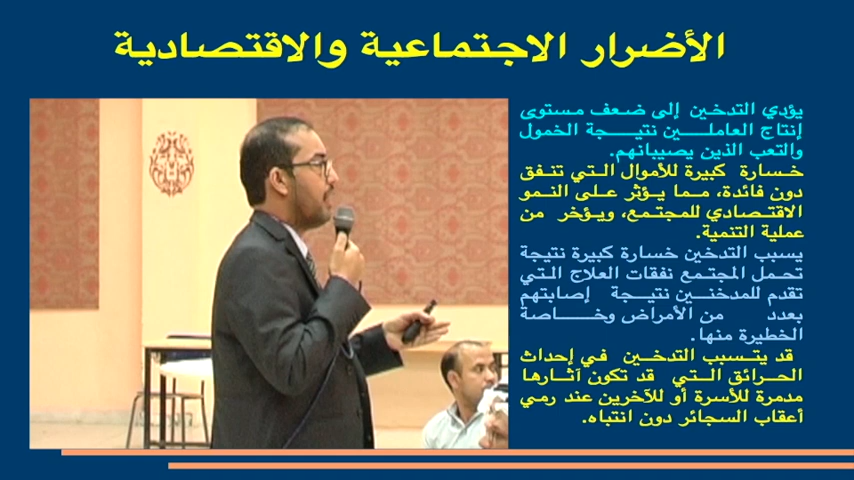 الأضرار الاجتماعية والاقتصادية
يؤدي التدخين إلى ضعف مستوى
إنتاج العاملين نتيجة الخمول
والتعب الذين يصيبانهم.
خسارة كبيرة للأموال التي تنفق
دون فائدة، مما يؤثر على النمو
الاقتصادي للمجتمع، ويؤخر من
عملية التنمية.
يسبب التدخين خسارة كبيرة نتيجة
تحمل المجتمع نفقات العلاج التي
تقدم للمدخنين نتيجة إصابتهم
بعدد من الأمراض وخاصة
الخطيرة منها.
قد يتسبب التدخين في إحداث
الحرائق التي قد تكون آثارها
مدمرة للأسرة أو للآخرين عند رمي
أعقاب السجائر دون انتباه.